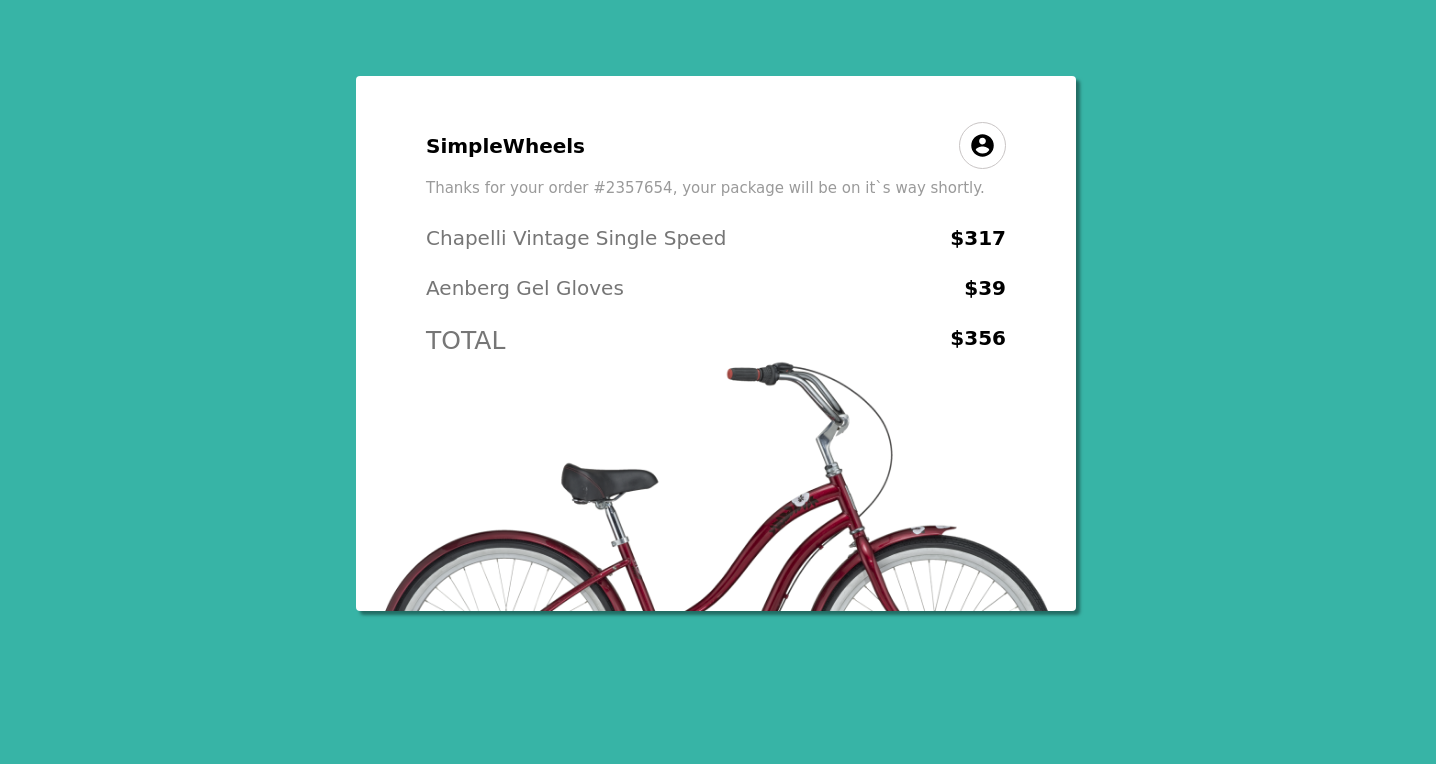 SimpleWheels
Thanks for your order #2357654, your package will be on it`s way shortly.
Chapelli Vintage Single Speed $317
Aenberg Gel Gloves $39
TOTAL $356